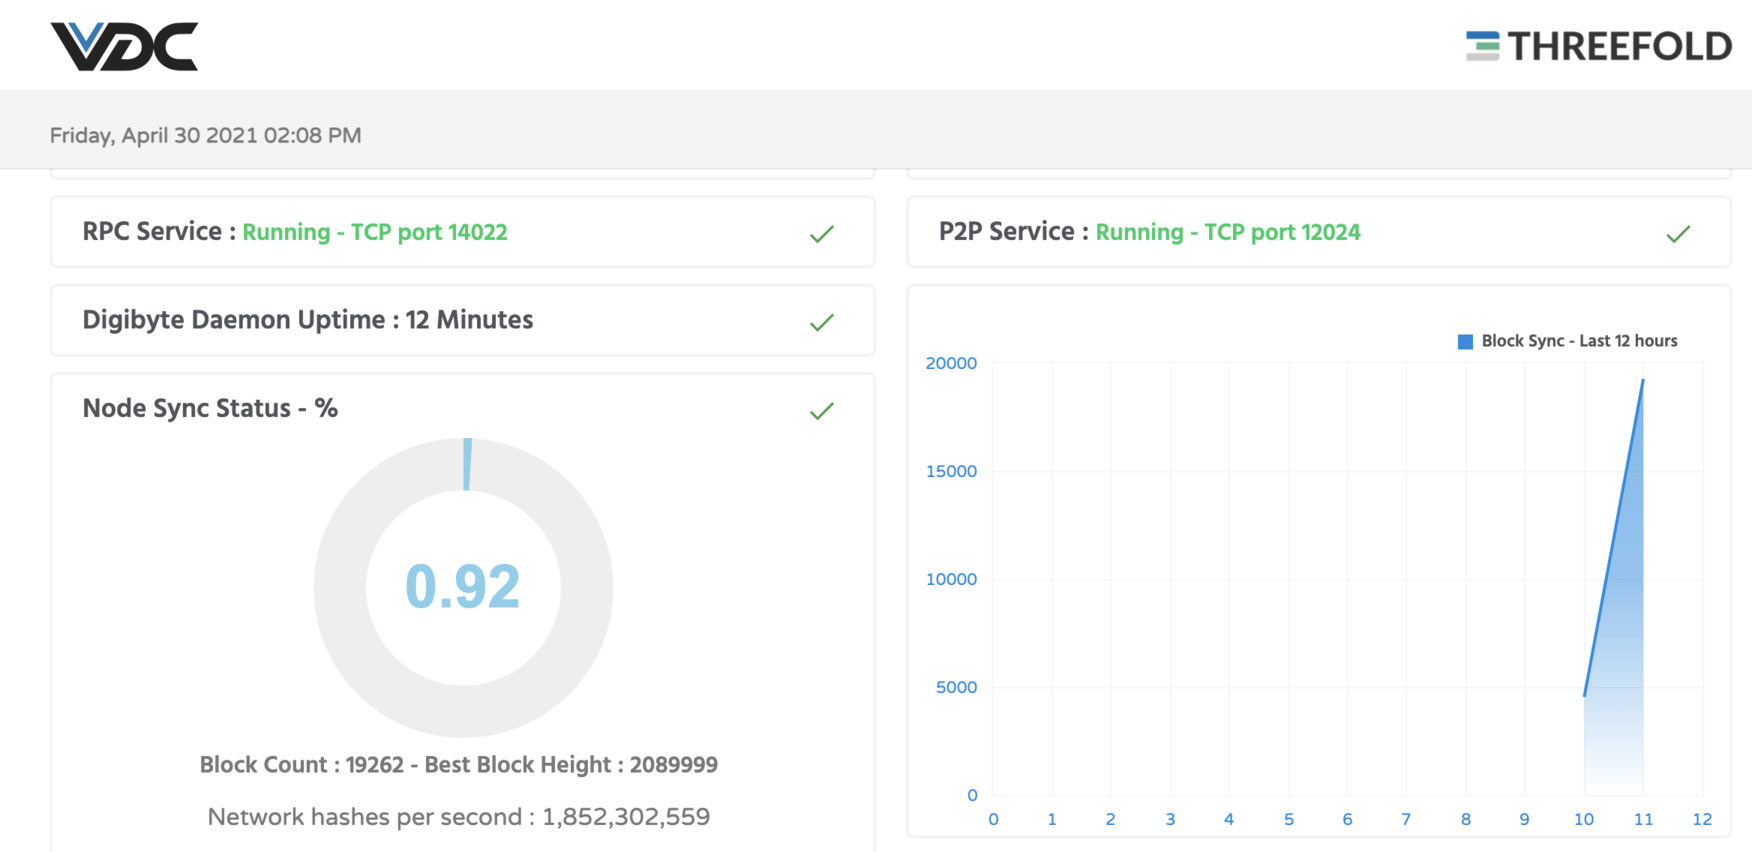 VDC
THREEFOLD
Friday, April 30 2021 02:08 PM
RPC Service : Running - TCP port 14022
P2P Service : Running - TCP port 12024
Digibyte Daemon Uptime : 12 Minutes
Node Sync Status - %
0.92
Block Count : 19262 - Best Block Height : 2089999
Network hashes per second : 1,852,302,559
Block Sync - Last 12 hours
20000
15000
10000
5000
0
0 1 2 3 4 5 6 7 8 9 10 11 12